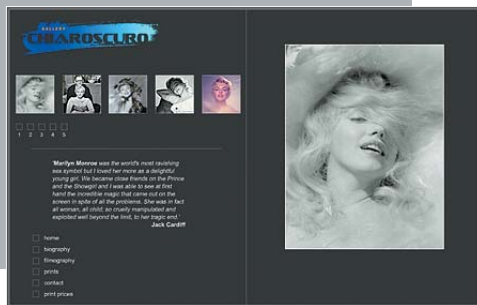 GALLERY
CHIAROSCURO
1 2 3 4 5
'Marilyn Monroe was the world's most ravishing
sex symbol but I loved her more as a delightful
young girl. We became close friends on the Prince
and the Showgirl and I was able to see at first
hand the incredible magic that came out on the
screen in spite of all the problems. She was in fact
all woman, all child; so cruelly manipulated and
exploited well beyond the limit, to her tragic end.'
Jack Cardiff
home
biography
filmography
prints
contact
print prices